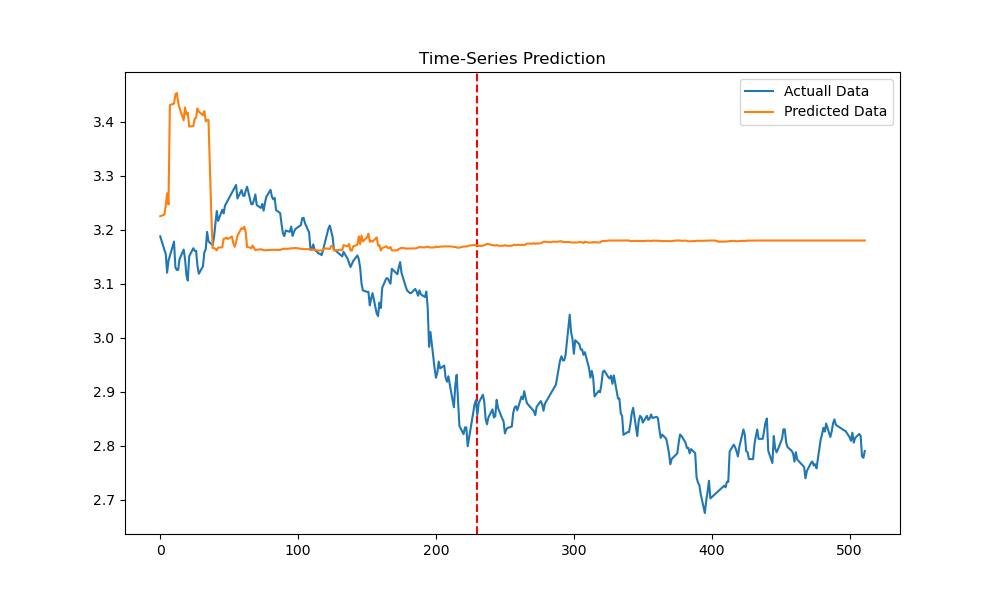 Time-Series Prediction
Actuall Data
Predicted Data
3.4
3.3
3.2
3.1
3.0
2.9
2.8
2.7
0 100 200 300 400 500